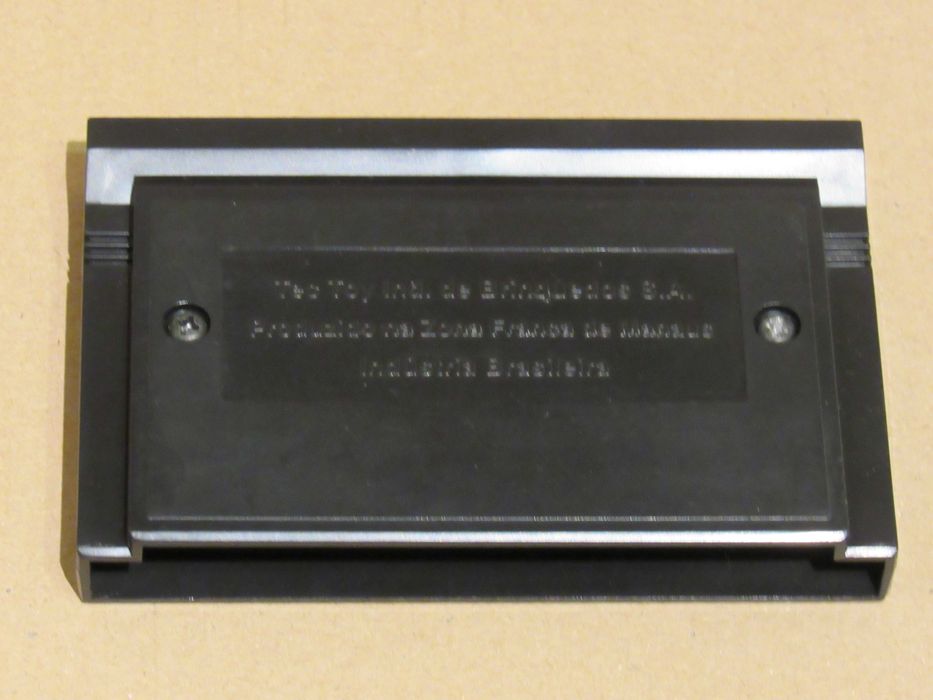 Tec Toy Ind. de Brinquedos S.A.
Produzido na Zona Franca de Manaus
Indústria Brasileira